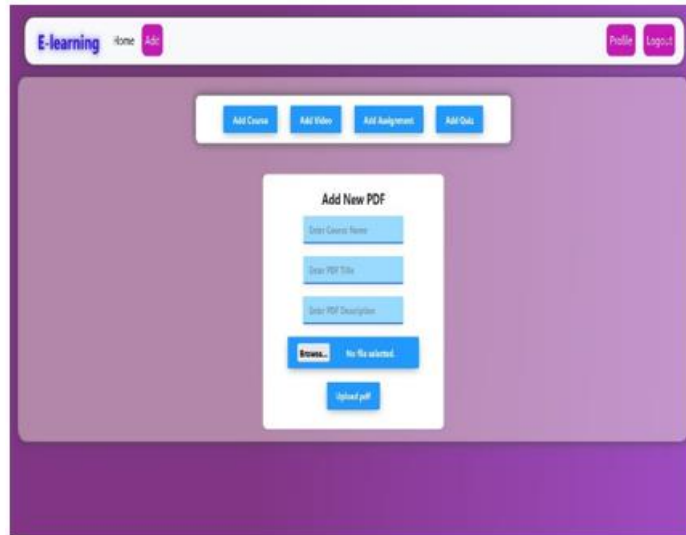 E-learning Home Add Profile Logout
Add Course Add Video Add Assignment Add Quiz
Add New PDF
Enter Course Name
Enter PDF Title
Enter PDF Description
Browse... No file selected.
Upload pdf